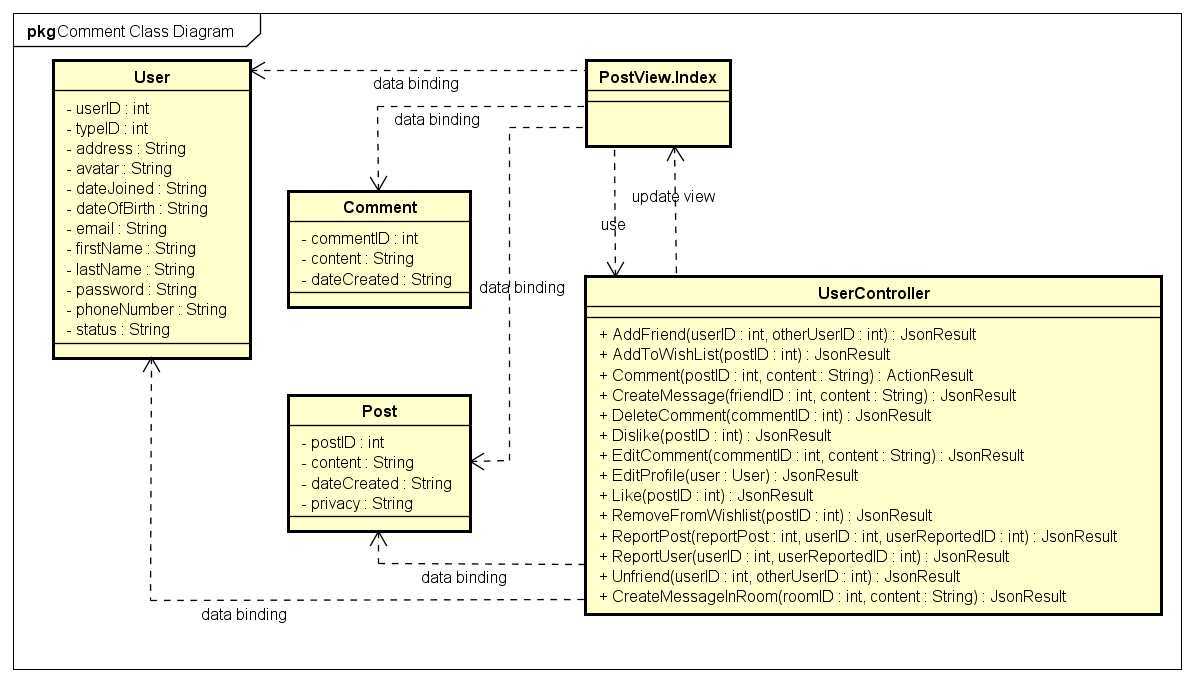 pkg Comment Class Diagram
User
- userID : int
- typeID : int
- address : String
- avatar : String
- dateJoined : String
- dateOfBirth : String
- email : String
- firstName : String
- lastName : String
- password : String
- phoneNumber : String
- status : String
data binding
data binding
PostView.Index
Comment
- commentID : int
- content : String
- dateCreated : String
update view
use
data binding
Post
- postID : int
- content : String
- dateCreated : String
- privacy : String
UserController
+ AddFriend(userID : int, otherUserID : int) : JsonResult
+ AddToWishList(postID : int) : JsonResult
+ Comment(postID : int, content : String) : ActionResult
+ CreateMessage(friendID : int, content : String) : JsonResult
+ DeleteComment(commentID : int) : JsonResult
+ Dislike(postID : int) : JsonResult
+ EditComment(commentID : int, content : String) : JsonResult
+ EditProfile(user : User) : JsonResult
+ Like(postID : int) : JsonResult
+ RemoveFromWishlist(postID : int) : JsonResult
+ ReportPost(reportPost : int, userID : int, userReportedID : int) : JsonResult
+ ReportUser(userID : int, userReportedID : int) : JsonResult
+ Unfriend(userID : int, otherUserID : int) : JsonResult
+ CreateMessageInRoom(roomID : int, content : String) : JsonResult
data binding
data binding